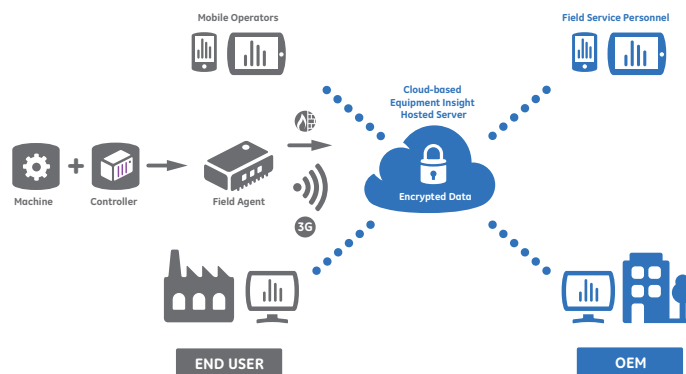 Mobile Operators
Field Service Personnel
Cloud-based
Equipment Insight
Hosted Server
Encrypted Data
Machine
Controller
Field Agent
3G
END USER
OEM